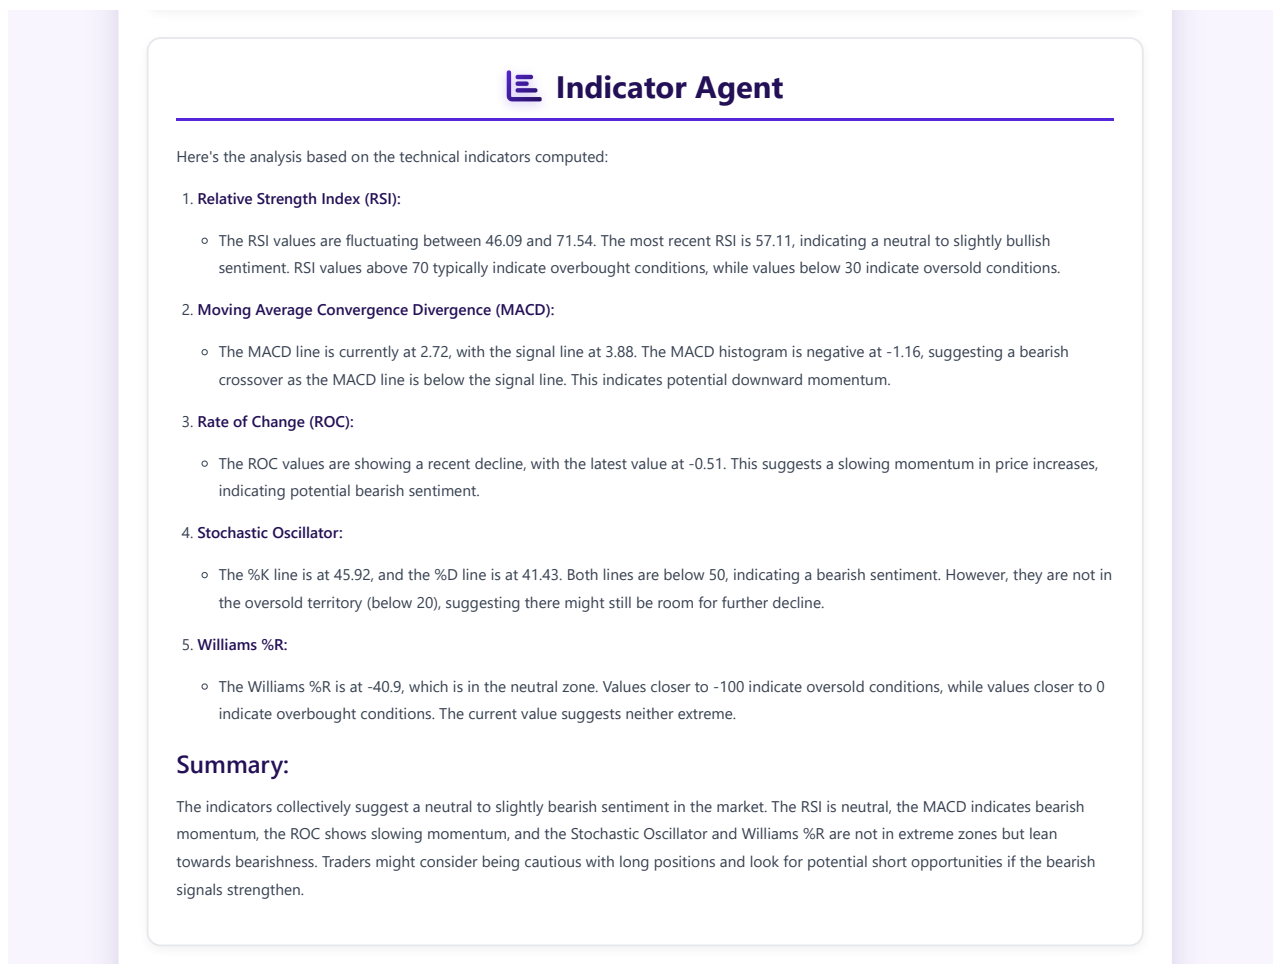 Indicator Agent
Here's the analysis based on the technical indicators computed:
1. Relative Strength Index (RSI):
◦ The RSI values are fluctuating between 46.09 and 71.54. The most recent RSI is 57.11, indicating a neutral to slightly bullish
sentiment. RSI values above 70 typically indicate overbought conditions, while values below 30 indicate oversold conditions.
2. Moving Average Convergence Divergence (MACD):
◦ The MACD line is currently at 2.72, with the signal line at 3.88. The MACD histogram is negative at -1.16, suggesting a bearish
crossover as the MACD line is below the signal line. This indicates potential downward momentum.
3. Rate of Change (ROC):
◦ The ROC values are showing a recent decline, with the latest value at -0.51. This suggests a slowing momentum in price increases,
indicating potential bearish sentiment.
4. Stochastic Oscillator:
◦ The %K line is at 45.92, and the %D line is at 41.43. Both lines are below 50, indicating a bearish sentiment. However, they are not in
the oversold territory (below 20), suggesting there might still be room for further decline.
5. Williams %R:
◦ The Williams %R is at -40.9, which is in the neutral zone. Values closer to -100 indicate oversold conditions, while values closer to 0
indicate overbought conditions. The current value suggests neither extreme.
Summary:
The indicators collectively suggest a neutral to slightly bearish sentiment in the market. The RSI is neutral, the MACD indicates bearish
momentum, the ROC shows slowing momentum, and the Stochastic Oscillator and Williams %R are not in extreme zones but lean
towards bearishness. Traders might consider being cautious with long positions and look for potential short opportunities if the bearish
signals strengthen.